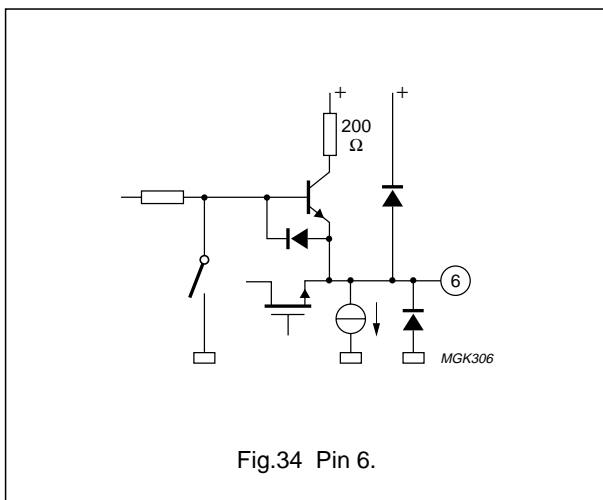 + +
200
Ω
6
MGK306
Fig.34 Pin 6.